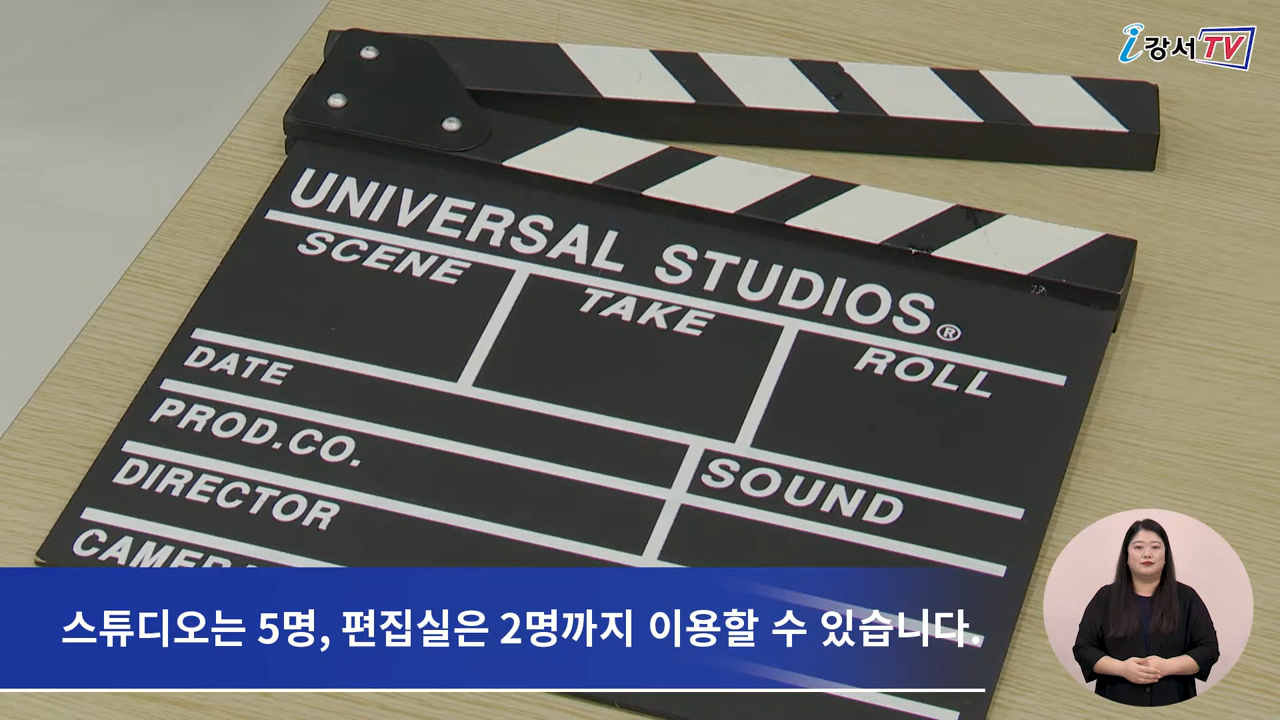 i강서TV
UNIVERSAL STUDIOS®
SCENE
TAKE
ROLL
DATE
PROD.CO.
SOUND
DIRECTOR
스튜디오는 5명, 편집실은 2명까지 이용할 수 있습니다.